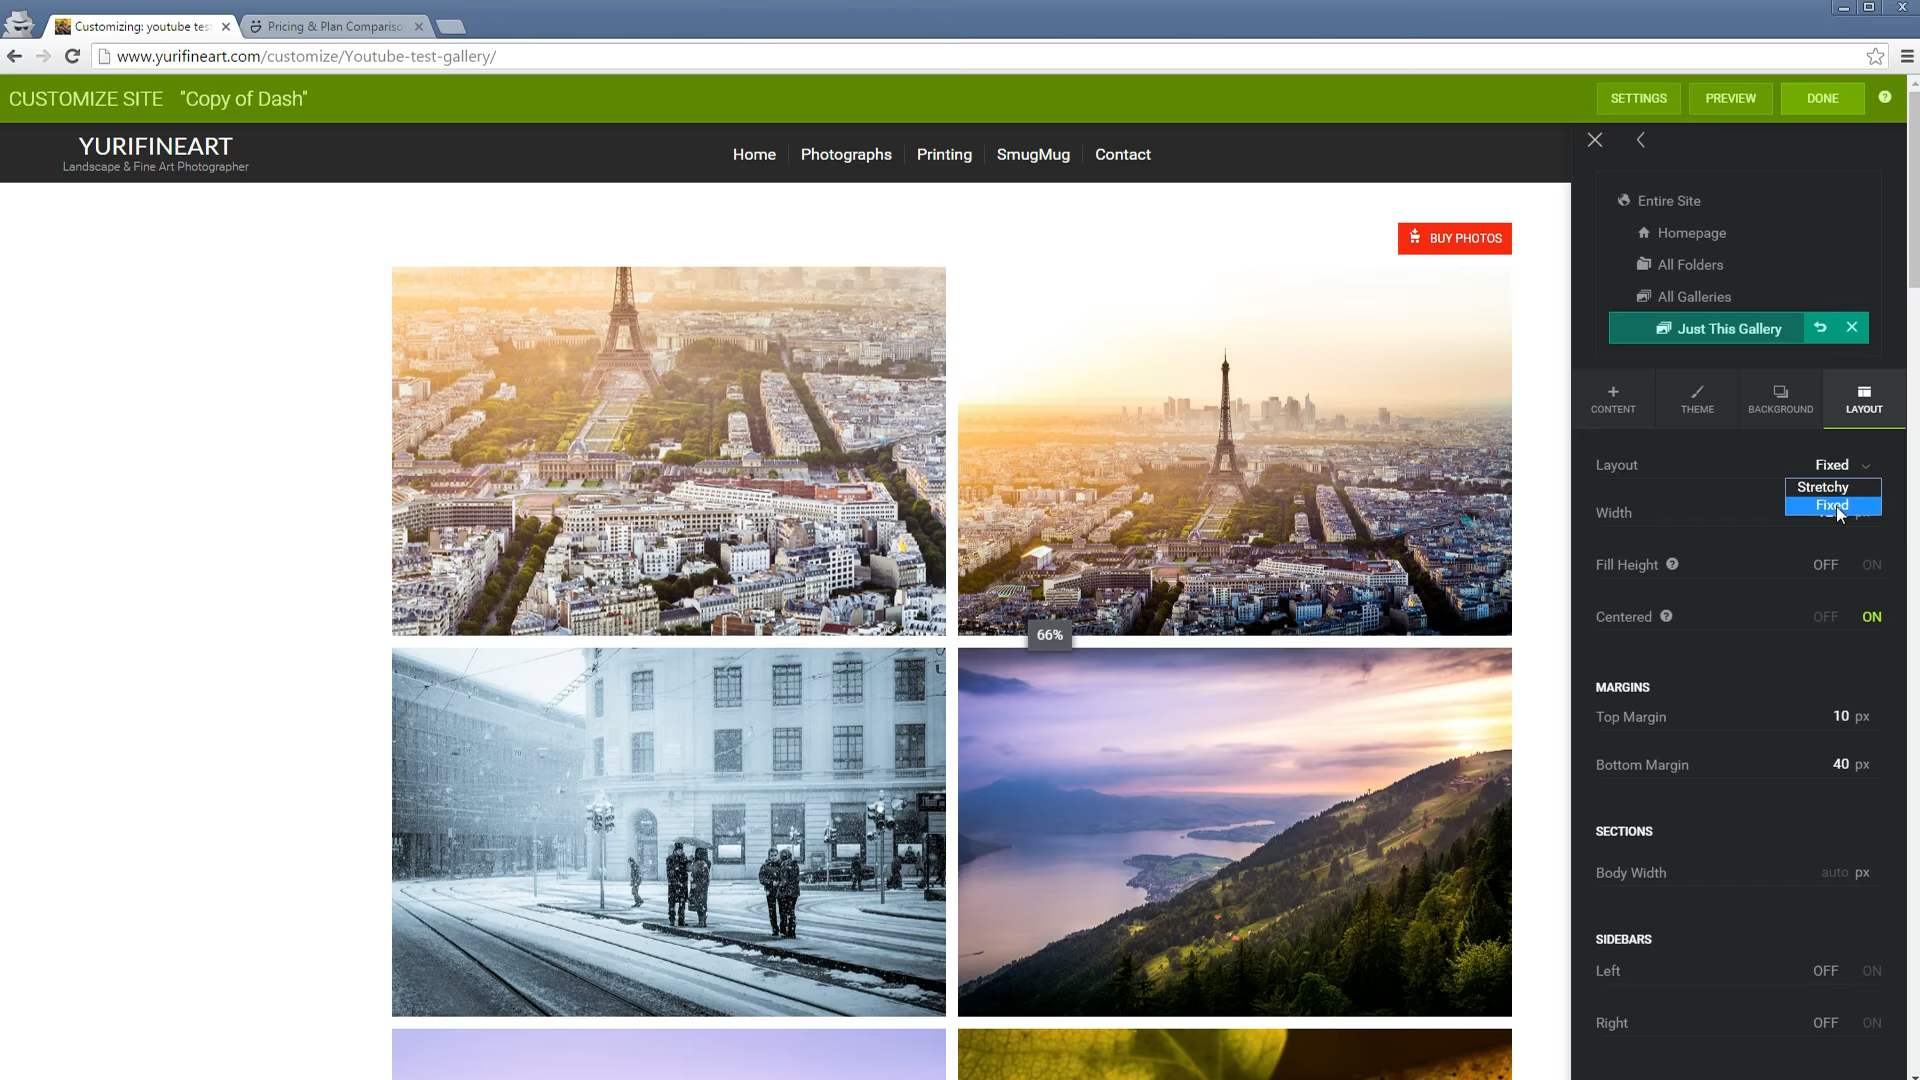 Customizing: youtube tes
Pricing & Plan Compariso
www.yurifineart.com/customize/Youtube-test-gallery/
CUSTOMIZE SITE "Copy of Dash"
SETTINGS
PREVIEW
DONE
YURIFINEART
Landscape & Fine Art Photographer
Home
Photographs
Printing
SmugMug
Contact
BUY PHOTOS
66%
Entire Site
Homepage
All Folders
All Galleries
Just This Gallery
CONTENT
THEME
BACKGROUND
LAYOUT
Layout Fixed
Stretchy
Fixed
Width
Fill Height OFF ON
Centered OFF ON
MARGINS
Top Margin 10 px
Bottom Margin 40 px
SECTIONS
Body Width auto px
SIDEBARS
Left OFF ON
Right OFF ON